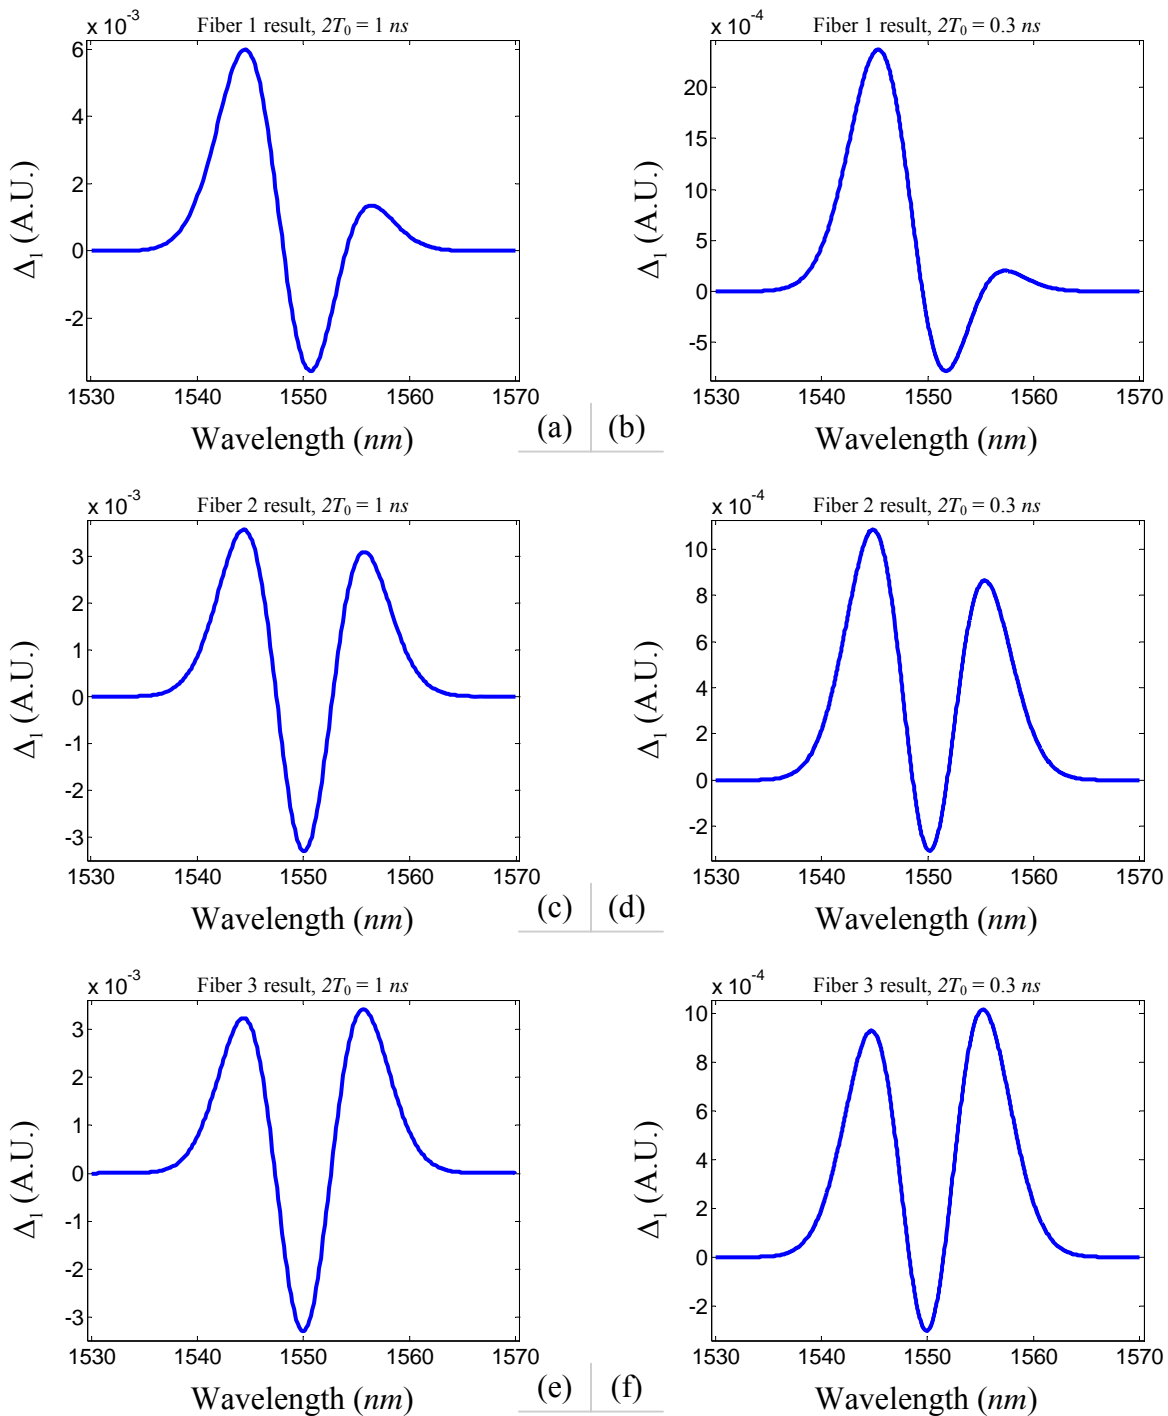 x 10⁻³
Fiber 1 result, 2T₀ = 1 ns
6
4
2
0
-2
Δ₁ (A.U.)
1530 1540 1550 1560 1570
Wavelength (nm)
(a)
x 10⁻⁴
Fiber 1 result, 2T₀ = 0.3 ns
20
15
10
5
0
-5
Δ₁ (A.U.)
1530 1540 1550 1560 1570
Wavelength (nm)
(b)
x 10⁻³
Fiber 2 result, 2T₀ = 1 ns
3
2
1
0
-1
-2
-3
Δ₁ (A.U.)
1530 1540 1550 1560 1570
Wavelength (nm)
(c)
x 10⁻⁴
Fiber 2 result, 2T₀ = 0.3 ns
10
8
6
4
2
0
-2
Δ₁ (A.U.)
1530 1540 1550 1560 1570
Wavelength (nm)
(d)
x 10⁻³
Fiber 3 result, 2T₀ = 1 ns
3
2
1
0
-1
-2
-3
Δ₁ (A.U.)
1530 1540 1550 1560 1570
Wavelength (nm)
(e)
x 10⁻⁴
Fiber 3 result, 2T₀ = 0.3 ns
10
8
6
4
2
0
-2
Δ₁ (A.U.)
1530 1540 1550 1560 1570
Wavelength (nm)
(f)